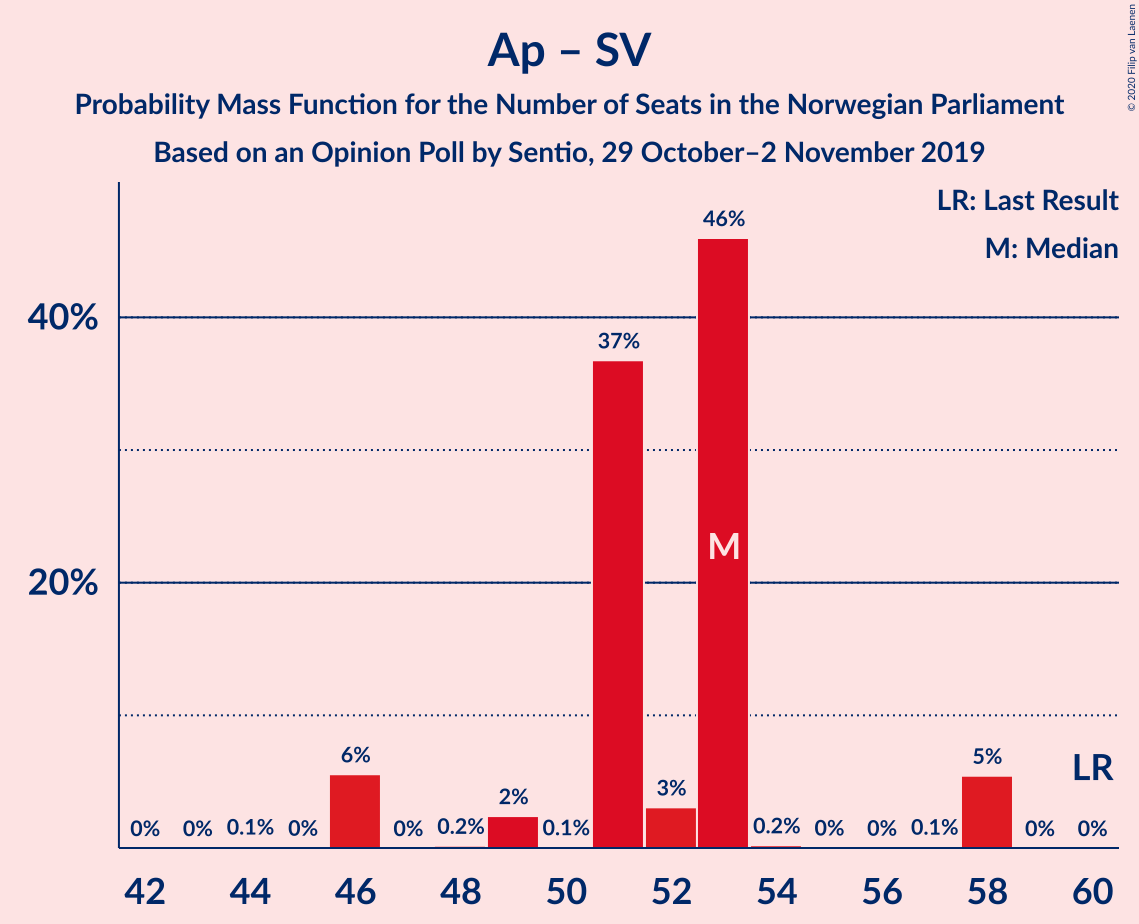 Ap – SV
Probability Mass Function for the Number of Seats in the Norwegian Parliament
Based on an Opinion Poll by Sentio, 29 October–2 November 2019
© 2020 Filip van Laenen
LR: Last Result
M: Median
40%
20%
0% 0% 0.1% 0% 6% 0% 0.2% 2% 0.1% 37% 3% 46% 0.2% 0% 0% 0.1% 5% 0% 0%
M
LR
42 44 46 48 50 52 54 56 58 60